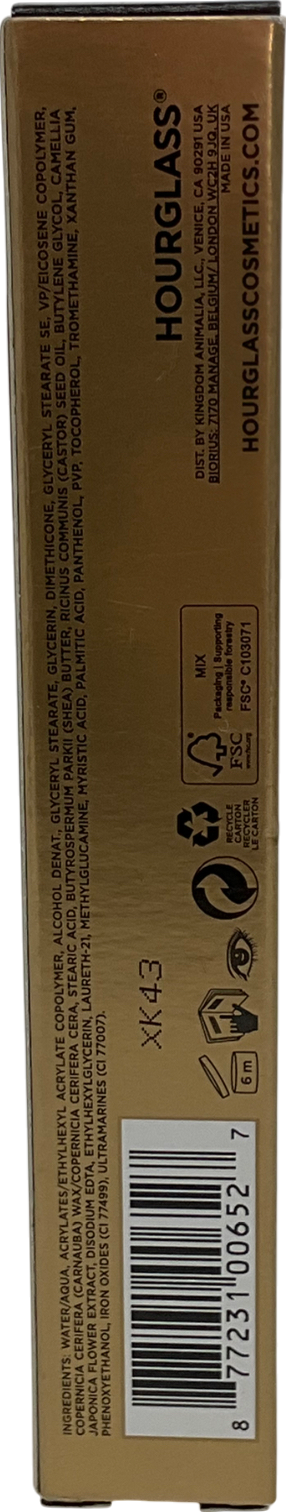 INGREDIENTS: WATER/AQUA, ACRYLATES/ETHYLHEXYL ACRYLATE COPOLYMER, ALCOHOL DENAT., GLYCERYL STEARATE, GLYCERIN, DIMETHICONE, GLYCERYL STEARATE SE, VP/EICOSENE COPOLYMER,
COPERNICIA CERIFERA (CARNAUBA) WAX/COPERNICIA CERIFERA CERA, STEARIC ACID, BUTYROSPERMUM PARKII (SHEA) BUTTER, RICINUS COMMUNIS (CASTOR) SEED OIL, BUTYLENE GLYCOL, CAMELLIA
JAPONICA FLOWER EXTRACT, DISODIUM EDTA, ETHYLHEXYLGLYCERIN, LAURETH-21, METHYLGLUCAMINE, MYRISTIC ACID, PALMITIC ACID, PANTHENOL, PVP, TOCOPHEROL, TROMETHAMINE, XANTHAN GUM,
PHENOXYETHANOL, IRON OXIDES (CI 77499), ULTRAMARINES (CI 77007).
XK43
8 77231 00652 7
6 m
RECYCLE
CARTON
RECYCLER
LE CARTON
FSC
www.fsc.org
MIX
Packaging | Supporting
responsible forestry
FSC® C103071
HOURGLASS®
DIST. BY KINGDOM ANIMALIA, LLC., VENICE, CA 90291 USA
BIORIUS: 7170 MANAGE, BELGIUM/ LONDON WC2H 9JQ, UK
MADE IN USA
HOURGLASSCOSMETICS.COM